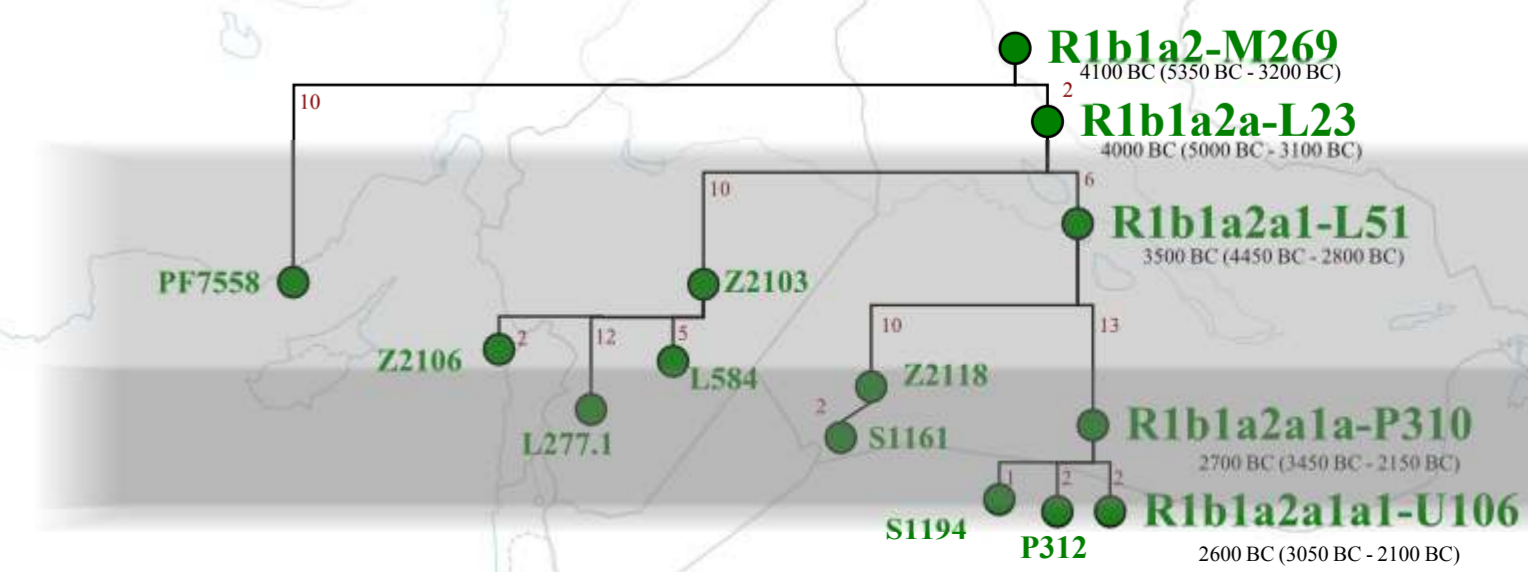 R1b1a2-M269
4100 BC (5350 BC - 3200 BC)
10
2
R1b1a2a-L23
4000 BC (5000 BC - 3100 BC)
10
6
R1b1a2a1-L51
3500 BC (4450 BC - 2800 BC)
PF7558
Z2103
10
13
2
12
5
Z2106
L584
Z2118
2
L277.1
S1161
R1b1a2a1a-P310
2700 BC (3450 BC - 2150 BC)
1
2
2
S1194
P312
R1b1a2a1a1-U106
2600 BC (3050 BC - 2100 BC)